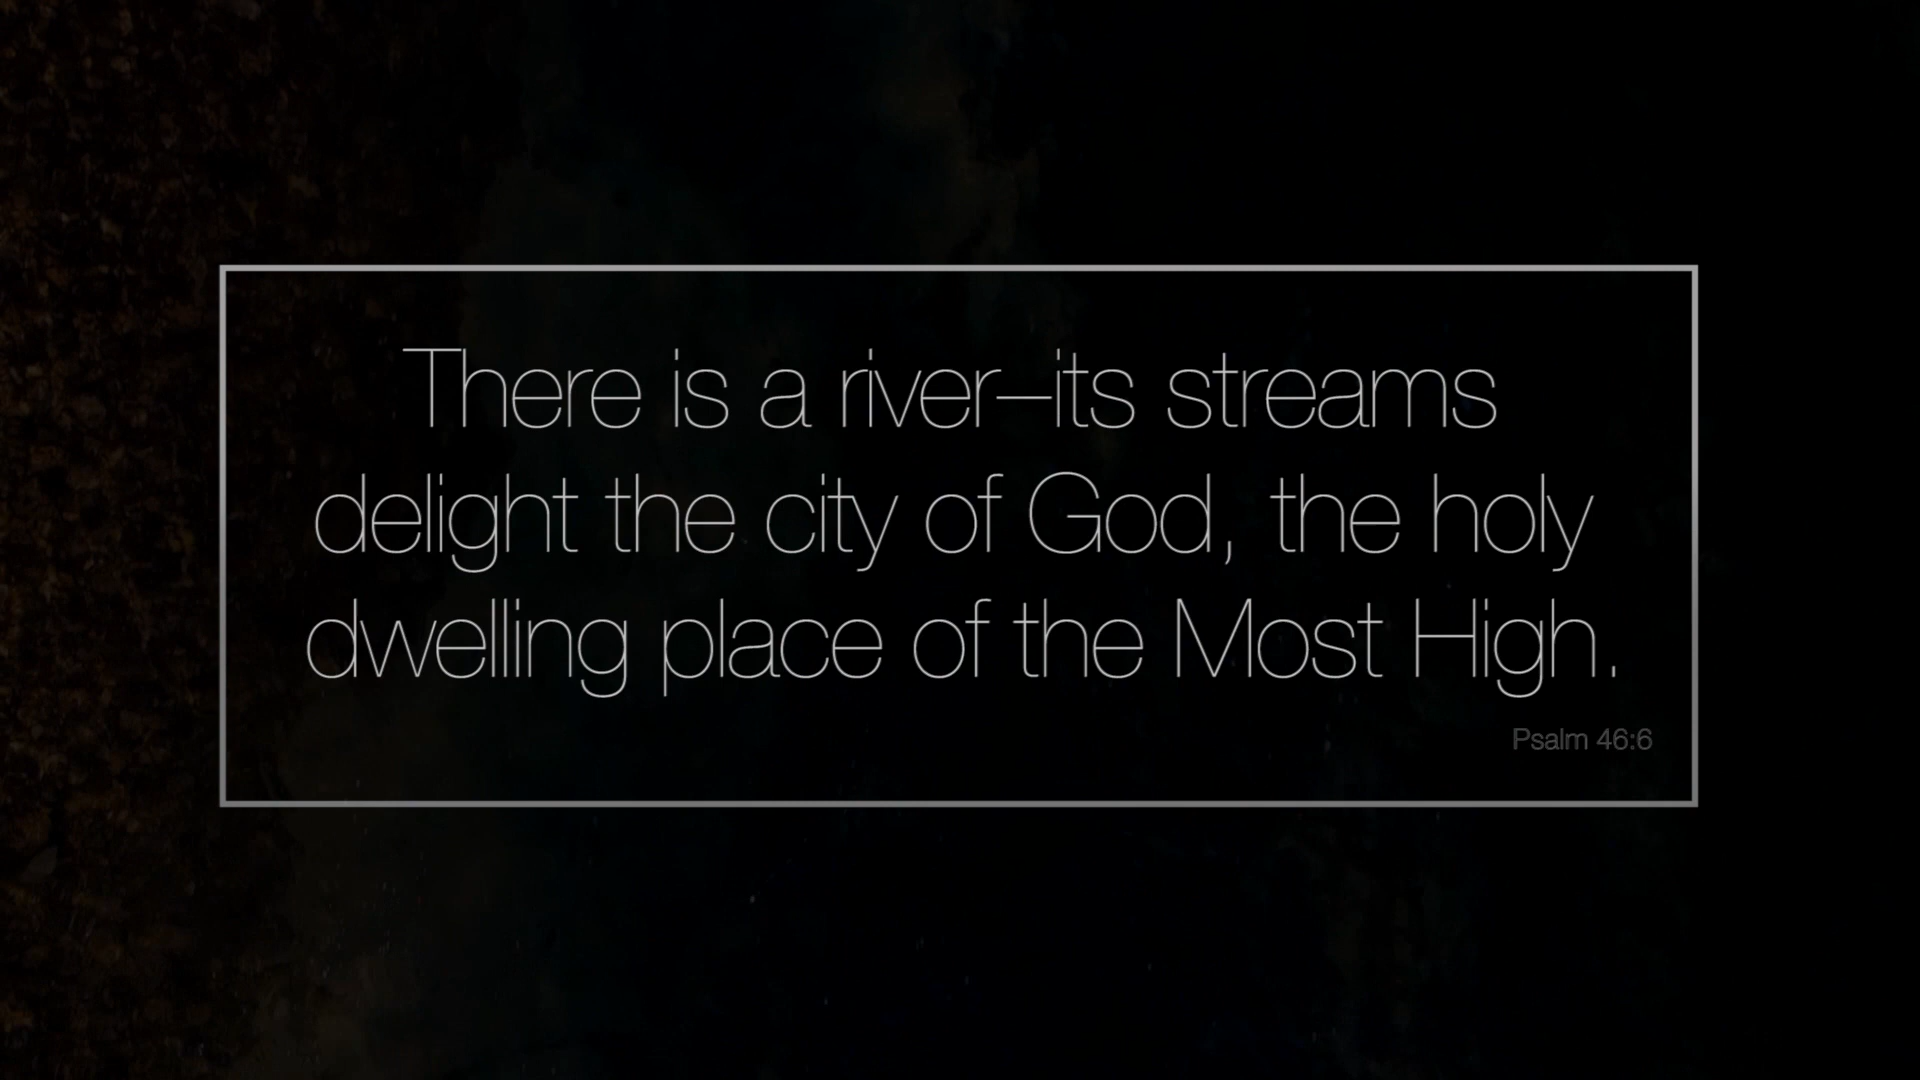 There is a river–its streams
delight the city of God, the holy
dwelling place of the Most High.
Psalm 46:6